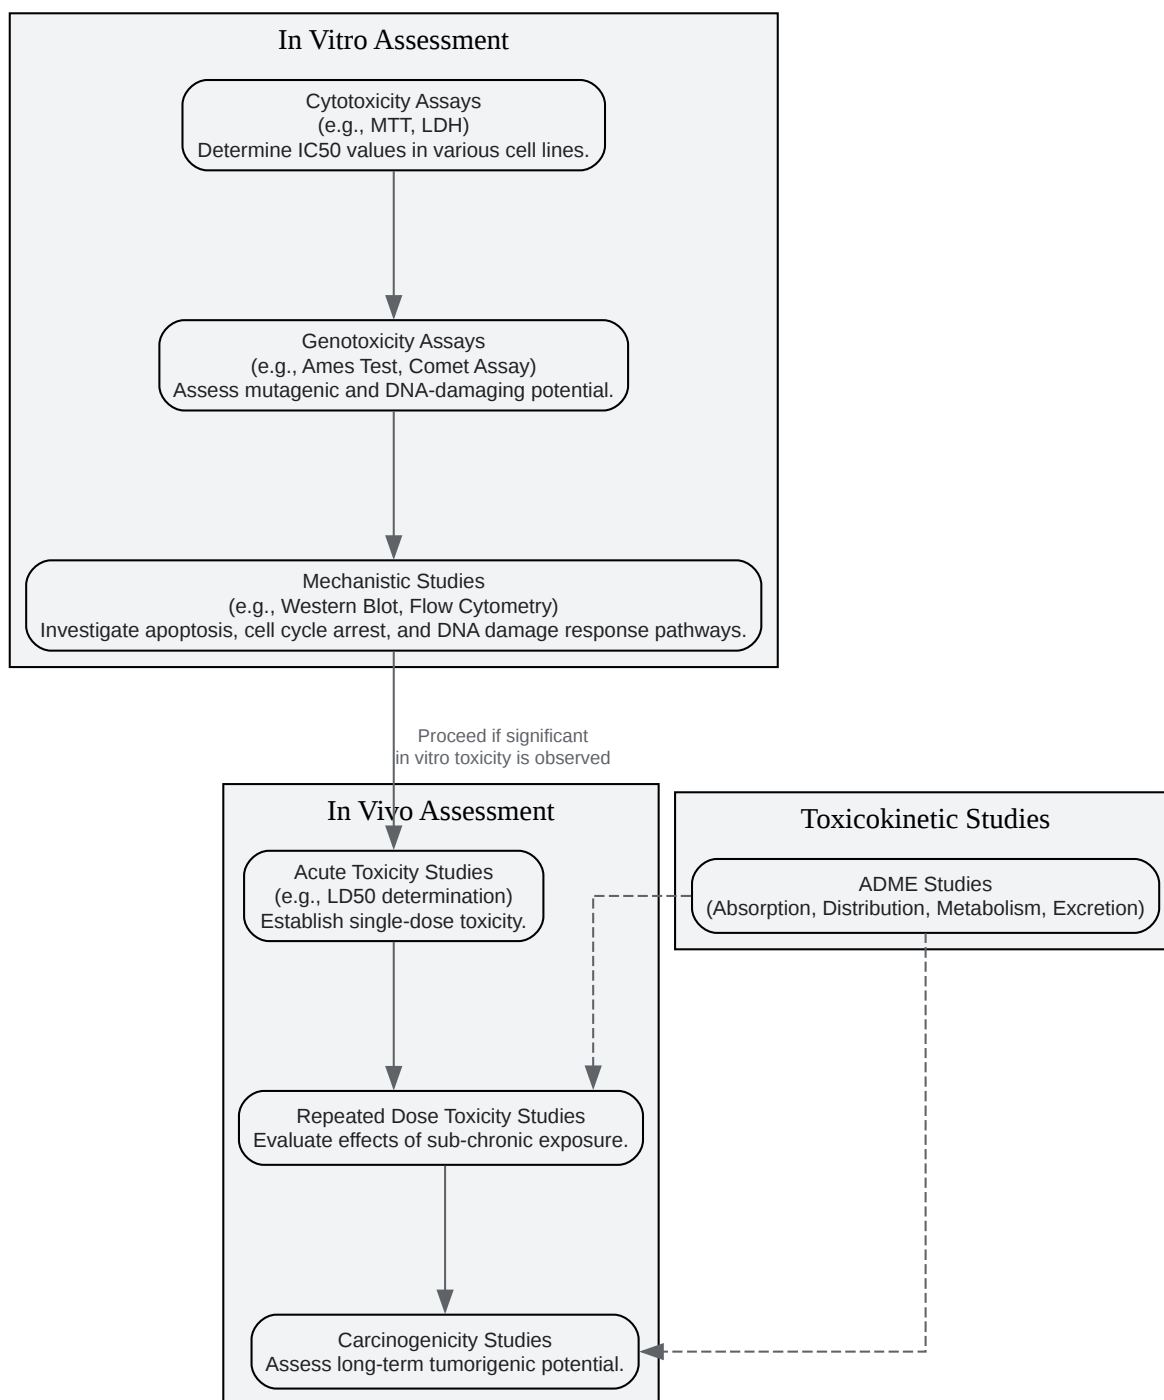 In Vitro Assessment
Cytotoxicity Assays
(e.g., MTT, LDH)
Determine IC50 values in various cell lines.
Genotoxicity Assays
(e.g., Ames Test, Comet Assay)
Assess mutagenic and DNA-damaging potential.
Mechanistic Studies
(e.g., Western Blot, Flow Cytometry)
Investigate apoptosis, cell cycle arrest, and DNA damage response pathways.
Proceed if significant
in vitro toxicity is observed
In Vivo Assessment
Acute Toxicity Studies
(e.g., LD50 determination)
Establish single-dose toxicity.
Toxicokinetic Studies
ADME Studies
(Absorption, Distribution, Metabolism, Excretion)
Repeated Dose Toxicity Studies
Evaluate effects of sub-chronic exposure.
Carcinogenicity Studies
Assess long-term tumorigenic potential.